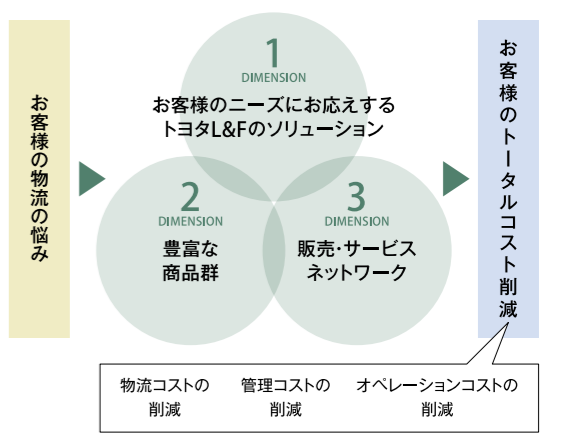 お客様の物流の悩み
1
DIMENSION
お客様のニーズにお応えする
トヨタL&Fのソリューション
2
DIMENSION
豊富な
商品群
3
DIMENSION
販売・サービス
ネットワーク
お客様のトータルコスト削減
物流コストの
削減
管理コストの
削減
オペレーションコストの
削減